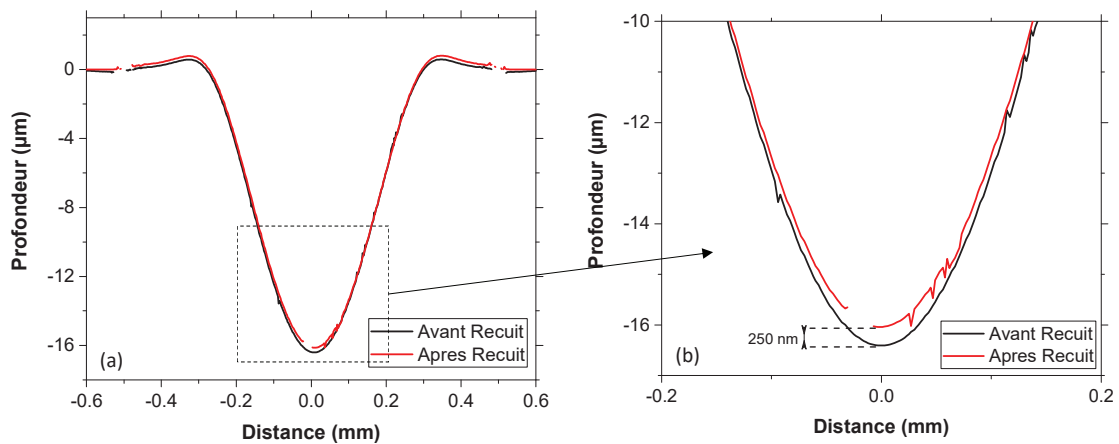 0
-4
-8
-12
-16
Profondeur (µm)
(a)
Avant Recuit
Apres Recuit
-0.6
-0.4
-0.2
0.0
0.2
0.4
0.6
Distance (mm)
-10
-12
-14
-16
Profondeur (µm)
250 nm
(b)
Avant Recuit
Apres Recuit
-0.2
0.0
0.2
Distance (mm)